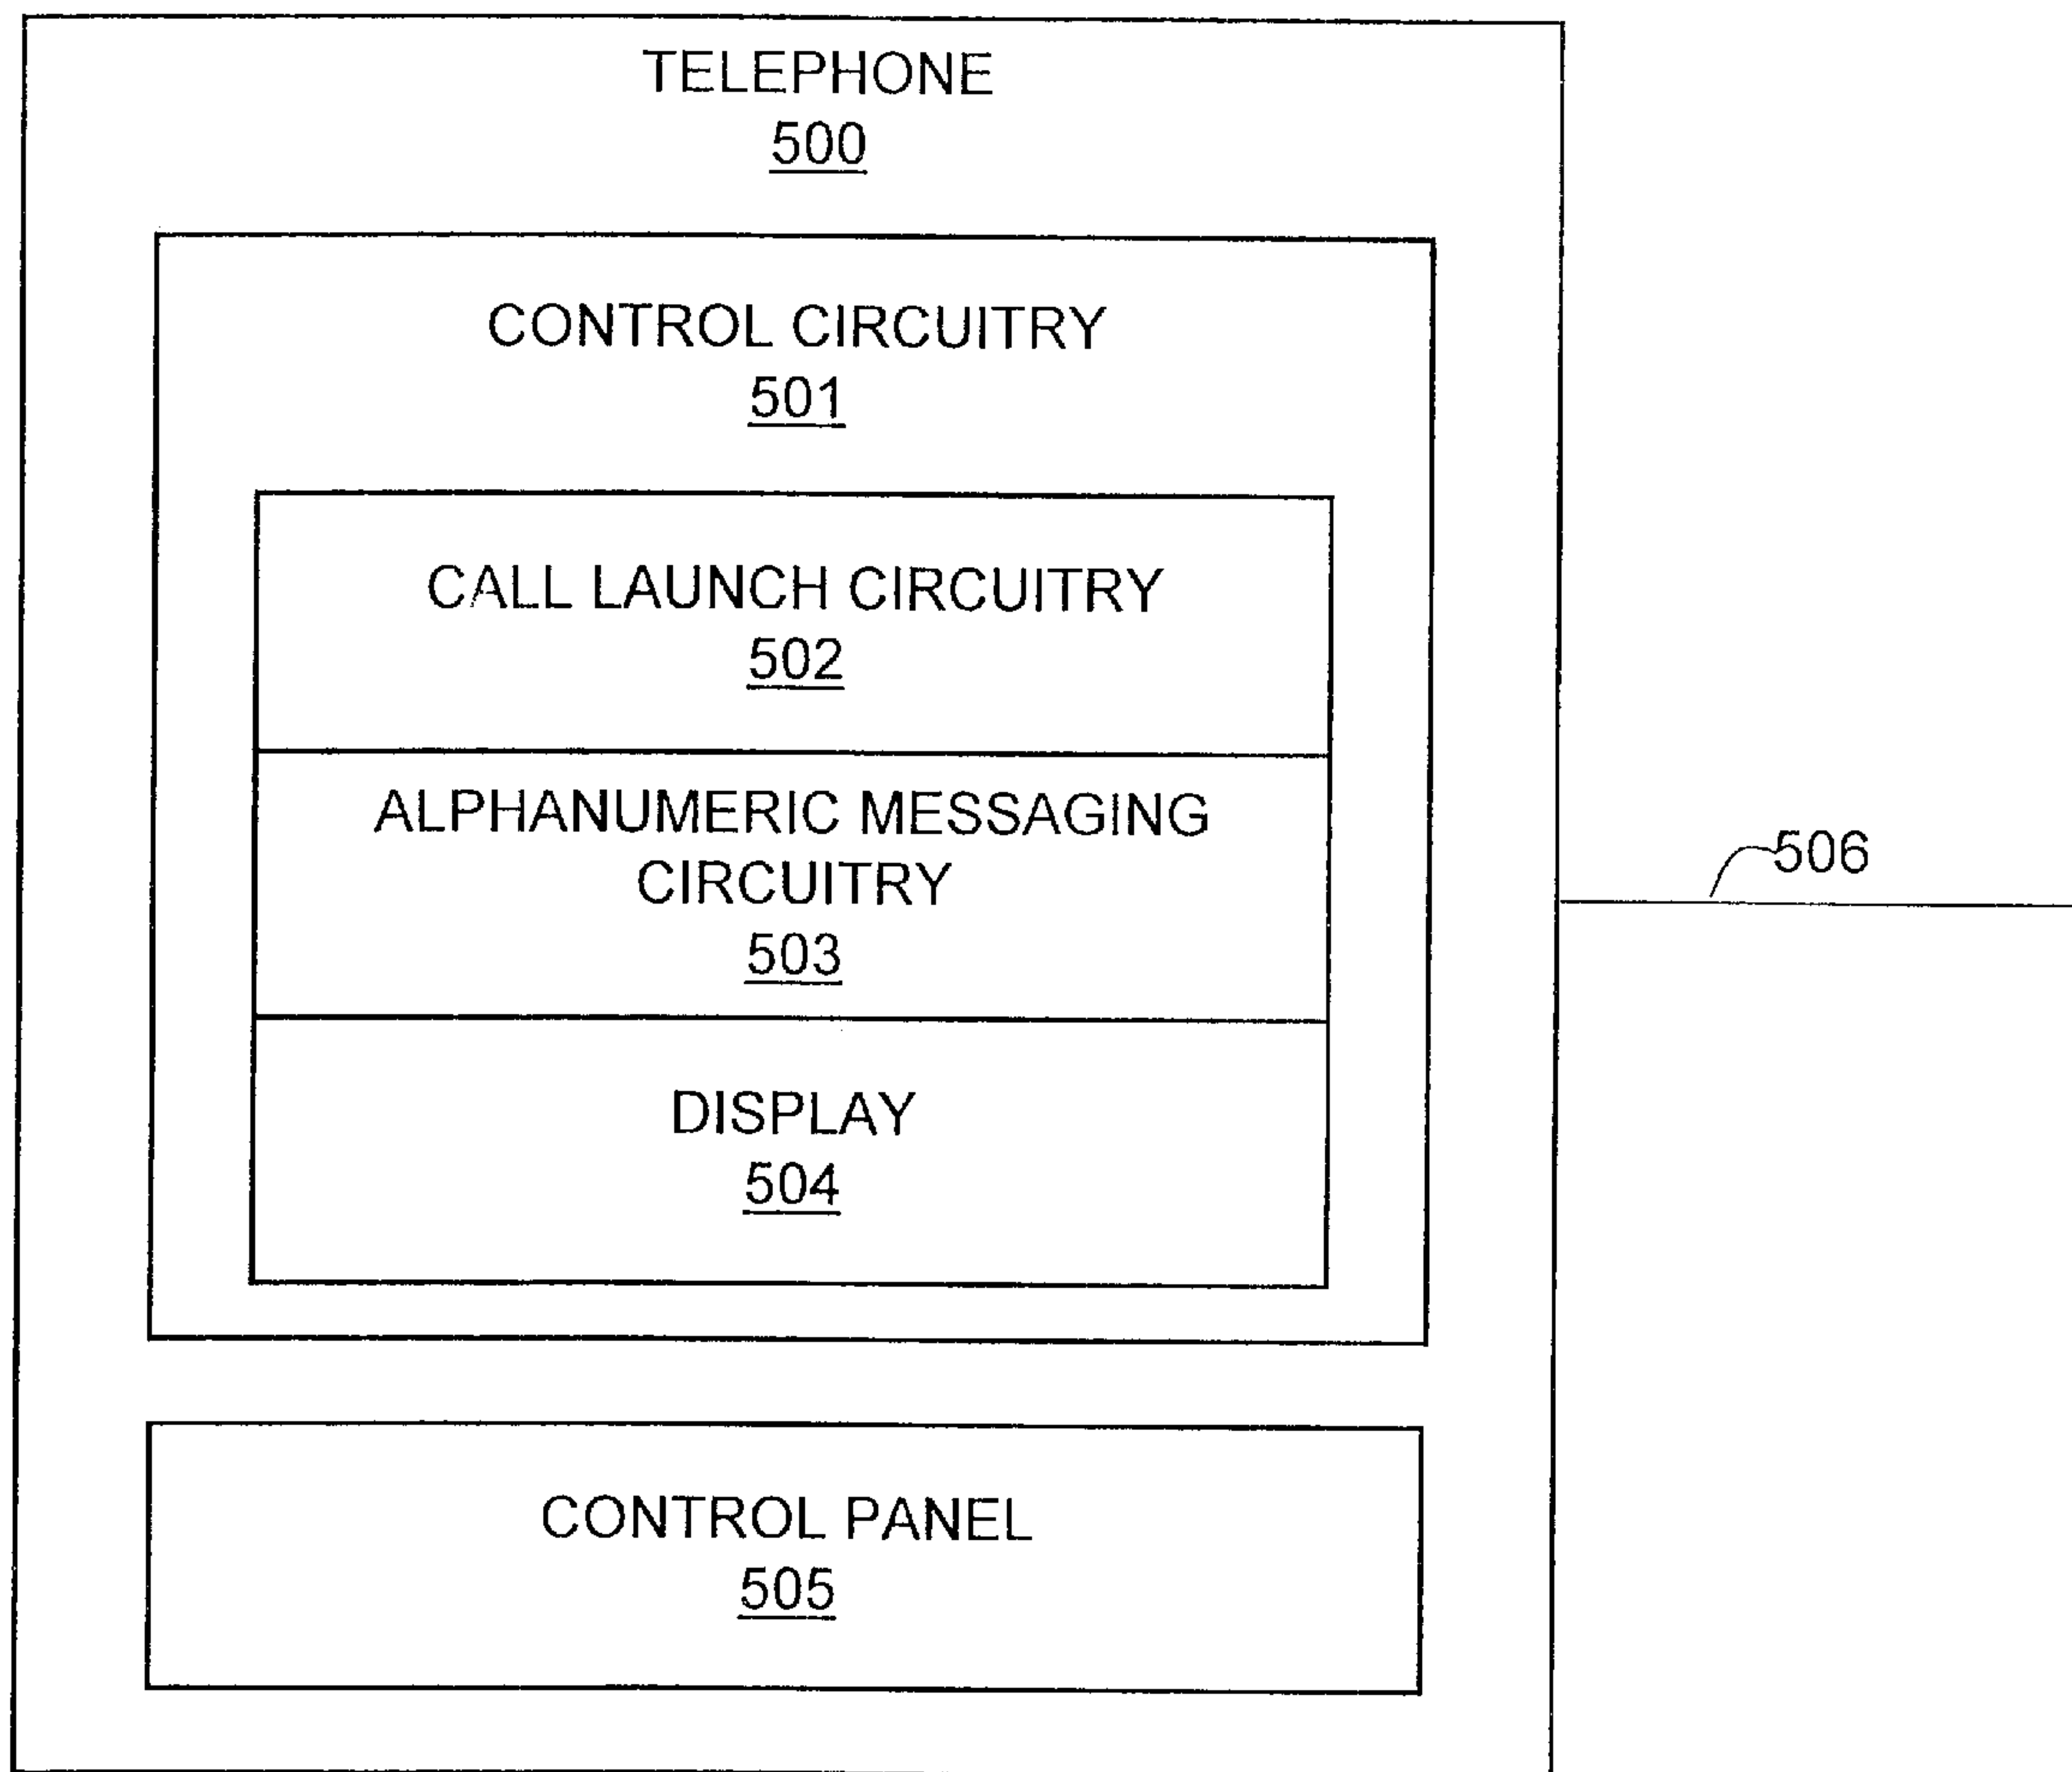 TELEPHONE
500
CONTROL CIRCUITRY
501
CALL LAUNCH CIRCUITRY
502
ALPHANUMERIC MESSAGING
CIRCUITRY
503
506
DISPLAY
504
CONTROL PANEL
505